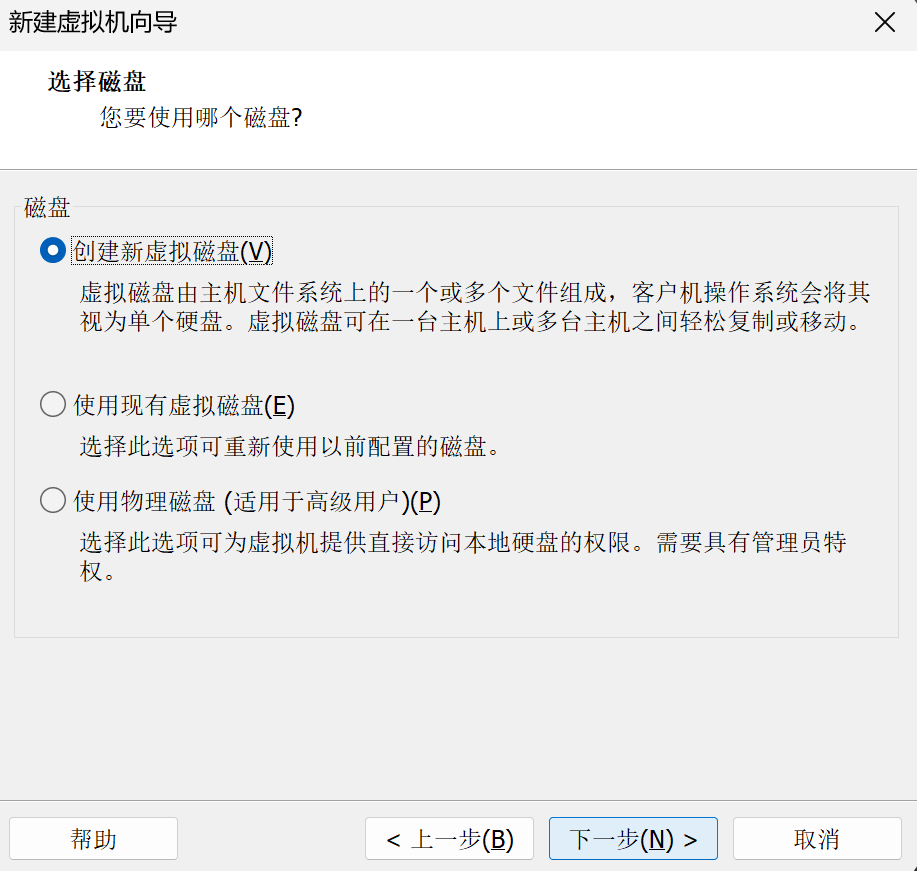 新建虚拟机向导
选择磁盘
您要使用哪个磁盘?
磁盘
创建新虚拟磁盘(V)
虚拟磁盘由主机文件系统上的一个或多个文件组成，客户机操作系统会将其
视为单个硬盘。虚拟磁盘可在一台主机上或多台主机之间轻松复制或移动。
使用现有虚拟磁盘(E)
选择此选项可重新使用以前配置的磁盘。
使用物理磁盘 (适用于高级用户)(P)
选择此选项可为虚拟机提供直接访问本地硬盘的权限。需要具有管理员特
权。
帮助
< 上一步(B)
下一步(N) >
取消